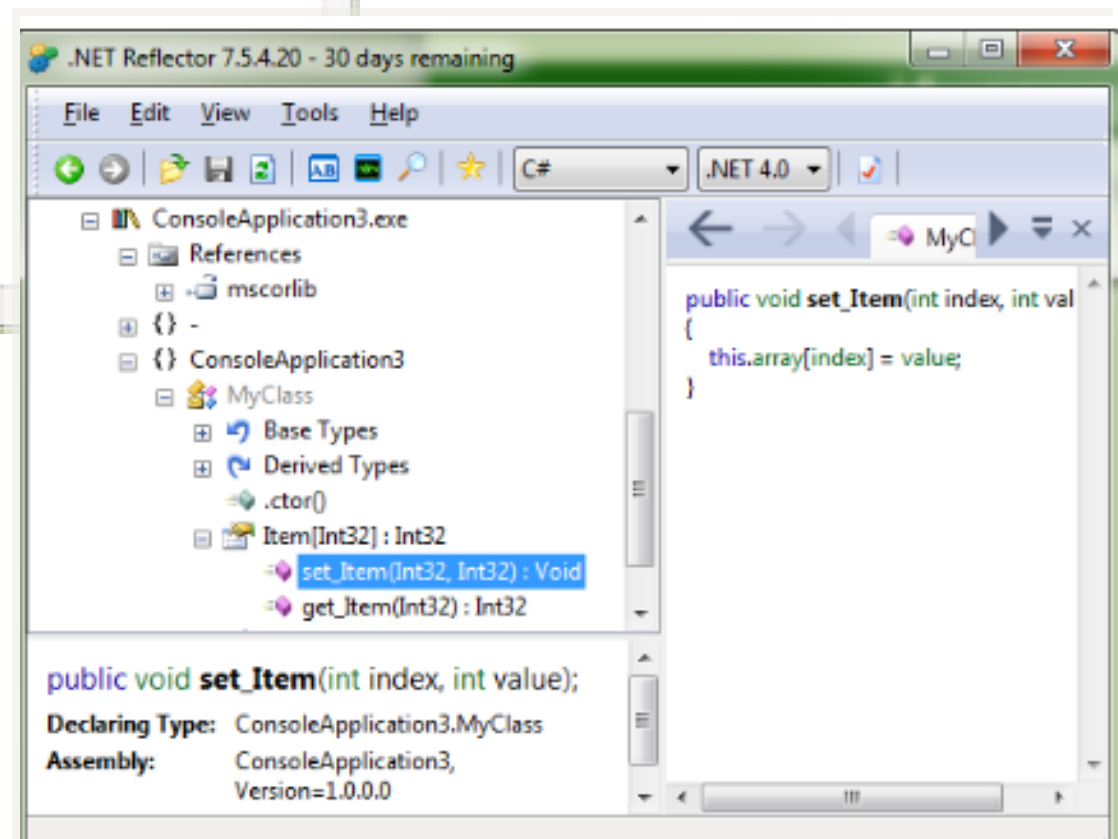 .NET Reflector 7.5.4.20 - 30 days remaining
File Edit View Tools Help
C# .NET 4.0
ConsoleApplication3.exe
References
mscorlib
{} -
{} ConsoleApplication3
MyClass
Base Types
Derived Types
.ctor()
Item[Int32] : Int32
set_Item(Int32, Int32) : Void
get_Item(Int32) : Int32
MyCl
public void set_Item(int index, int val
{
this.array[index] = value;
}
public void set_Item(int index, int value);
Declaring Type: ConsoleApplication3.MyClass
Assembly: ConsoleApplication3,
Version=1.0.0.0